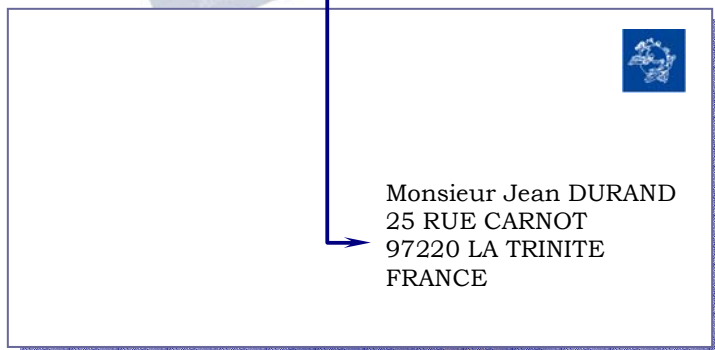 Monsieur Jean DURAND
25 RUE CARNOT
97220 LA TRINITE
FRANCE